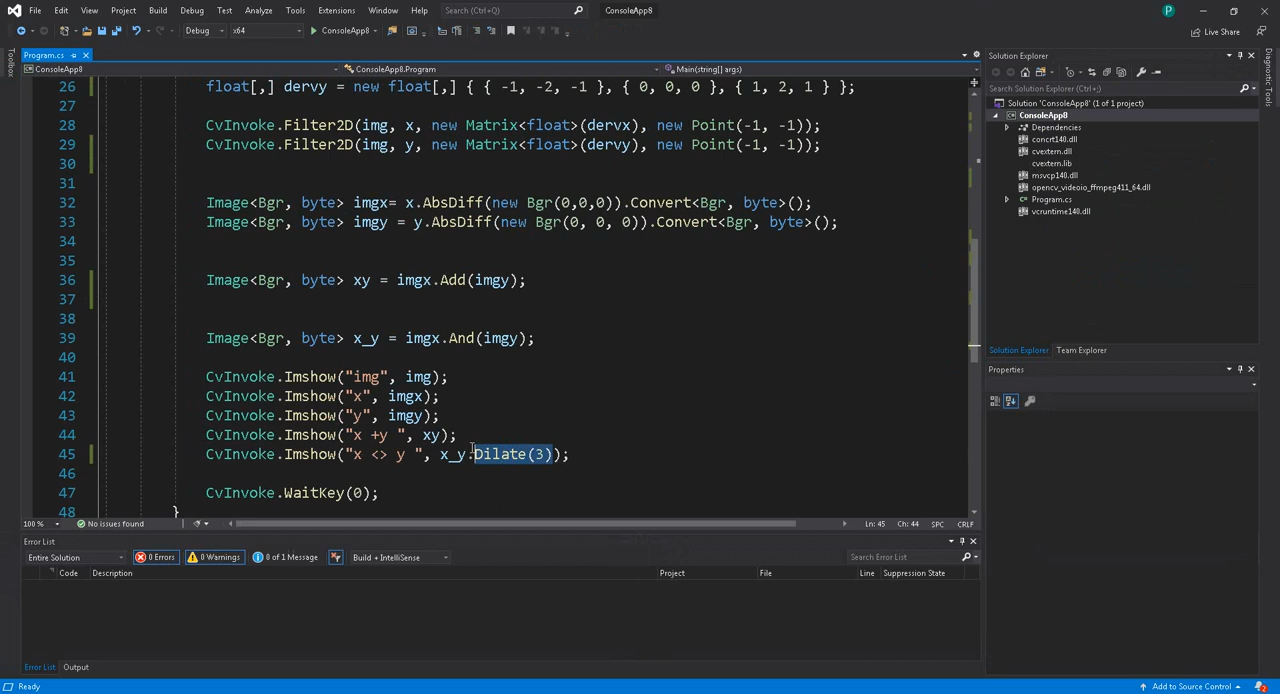 File Edit View Project Build Debug Test Analyze Tools Extensions Window Help Search (Ctrl+Q) ConsoleApp8 P
Debug x64 ConsoleApp8 Live Share
Toolbox
Program.cs
ConsoleApp8 ConsoleApp8.Program Main(string[] args)
26 float[,] dervy = new float[,] { { -1, -2, -1 }, { 0, 0, 0 }, { 1, 2, 1 } };
27
28 CvInvoke.Filter2D(img, x, new Matrix<float>(dervx), new Point(-1, -1));
29 CvInvoke.Filter2D(img, y, new Matrix<float>(dervy), new Point(-1, -1));
30
31
32 Image<Bgr, byte> imgx= x.AbsDiff(new Bgr(0,0,0)).Convert<Bgr, byte>();
33 Image<Bgr, byte> imgy = y.AbsDiff(new Bgr(0, 0, 0)).Convert<Bgr, byte>();
34
35
36 Image<Bgr, byte> xy = imgx.Add(imgy);
37
38
39 Image<Bgr, byte> x_y = imgx.And(imgy);
40
41 CvInvoke.Imshow("img", img);
42 CvInvoke.Imshow("x", imgx);
43 CvInvoke.Imshow("y", imgy);
44 CvInvoke.Imshow("x +y ", xy);
45 CvInvoke.Imshow("x <> y ", x_y.Dilate(3));
46
47 CvInvoke.WaitKey(0);
48 }
100 % No issues found Ln: 45 Ch: 44 SPC CRLF
Error List
Entire Solution 0 Errors 0 Warnings 0 of 1 Message Build + IntelliSense Search Error List
Code Description Project File Line Suppression State
Error List Output
Solution Explorer
Search Solution Explorer (Ctrl+;)
Solution 'ConsoleApp8' (1 of 1 project)
ConsoleApp8
Dependencies
concrt140.dll
cvextern.dll
cvextern.lib
msvcp140.dll
opencv_videoio_ffmpeg411_64.dll
Program.cs
vcruntime140.dll
Solution Explorer Team Explorer
Properties
Diagnostic Tools
Ready Add to Source Control 2